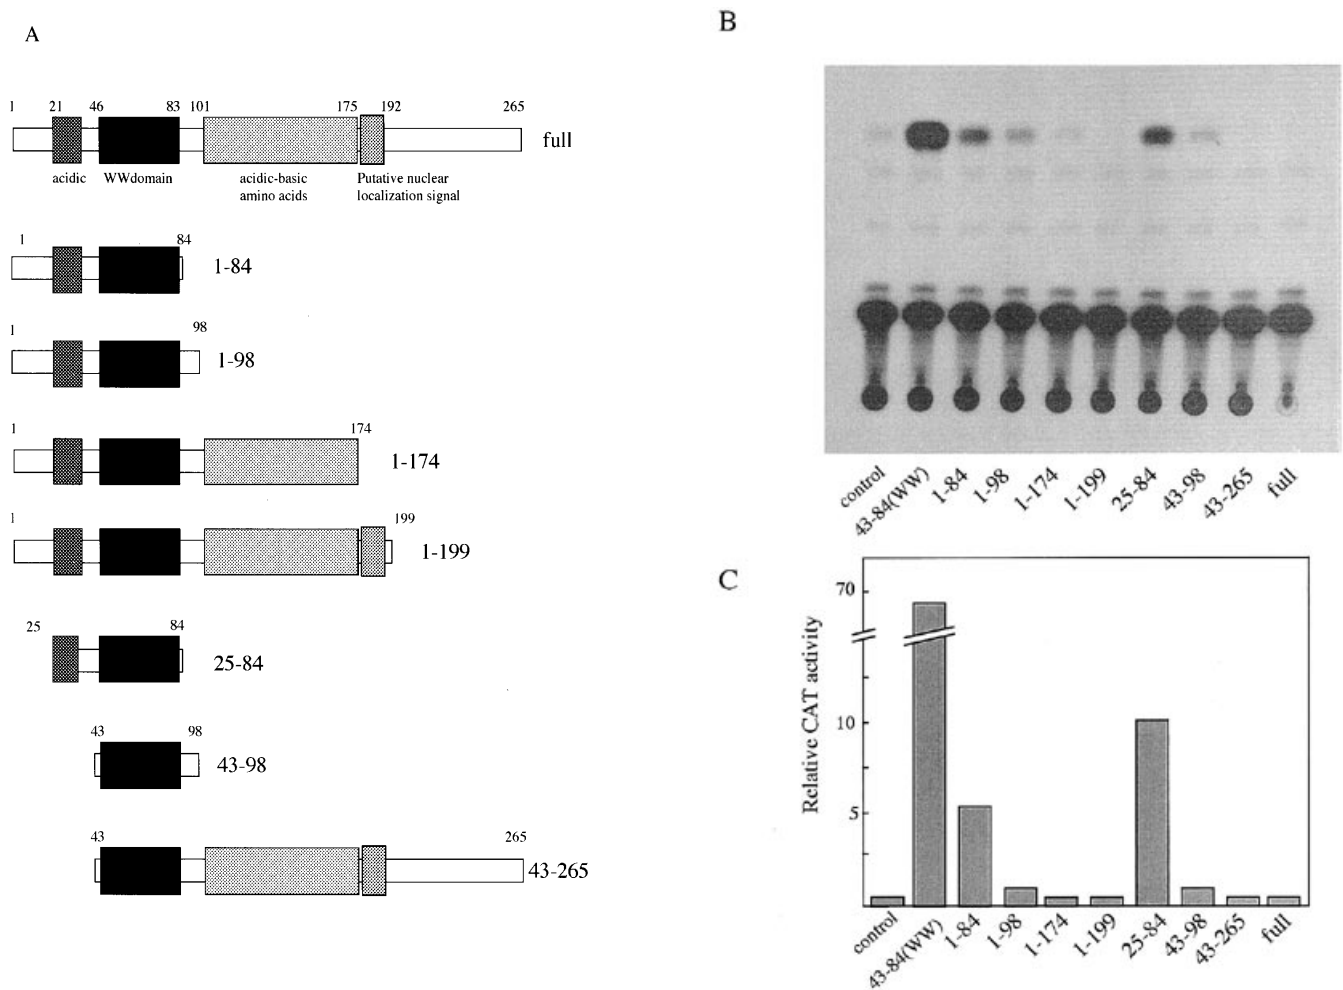 A
1 21 46 83 101 175 192 265
full
acidic WWdomain acidic-basic amino acids Putative nuclear localization signal
1 84
1-84
1 98
1-98
1 174
1-174
1 199
1-199
25 84
25-84
43 98
43-98
43 265
43-265
B
control 43-84(WW) 1-84 1-98 1-174 1-199 25-84 43-98 43-265 full
C
Relative CAT activity
70
10
5
control 43-84(WW) 1-84 1-98 1-174 1-199 25-84 43-98 43-265 full